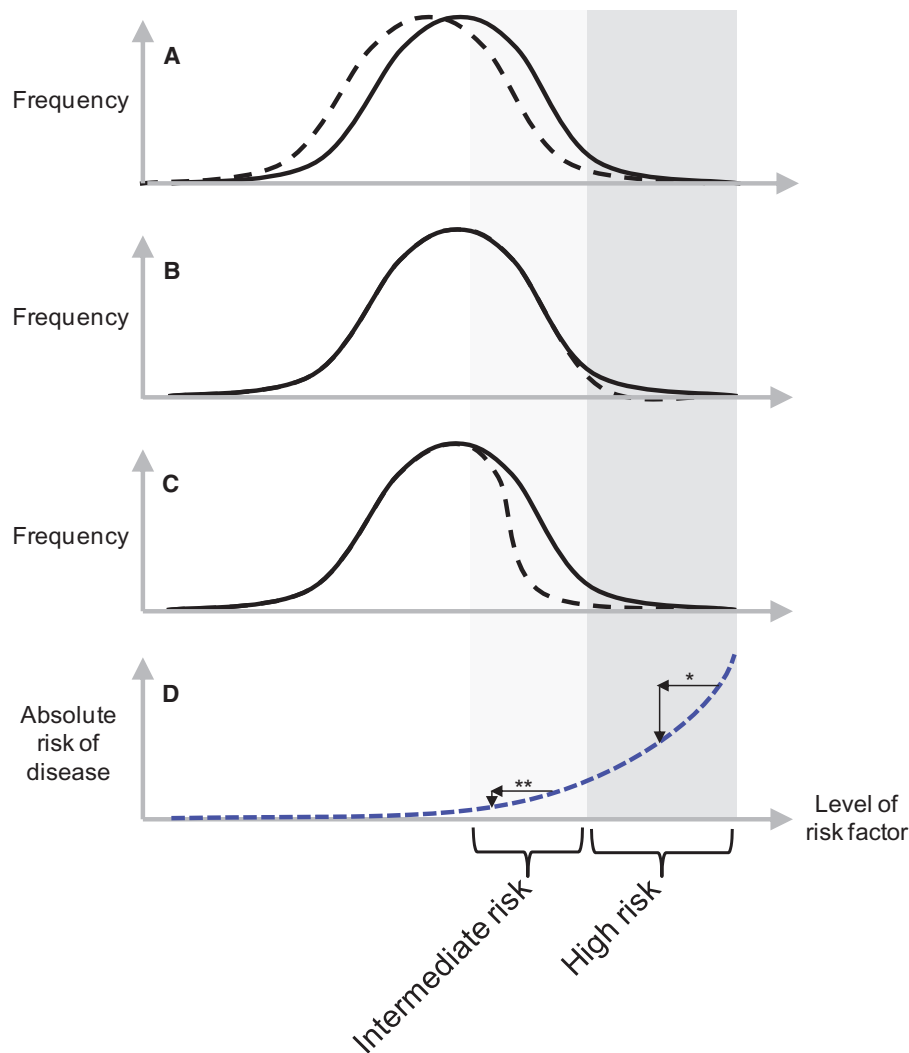 A
Frequency
B
Frequency
C
Frequency
D
Absolute
risk of
disease
*
**
Level of
risk factor
Intermediate risk
High risk